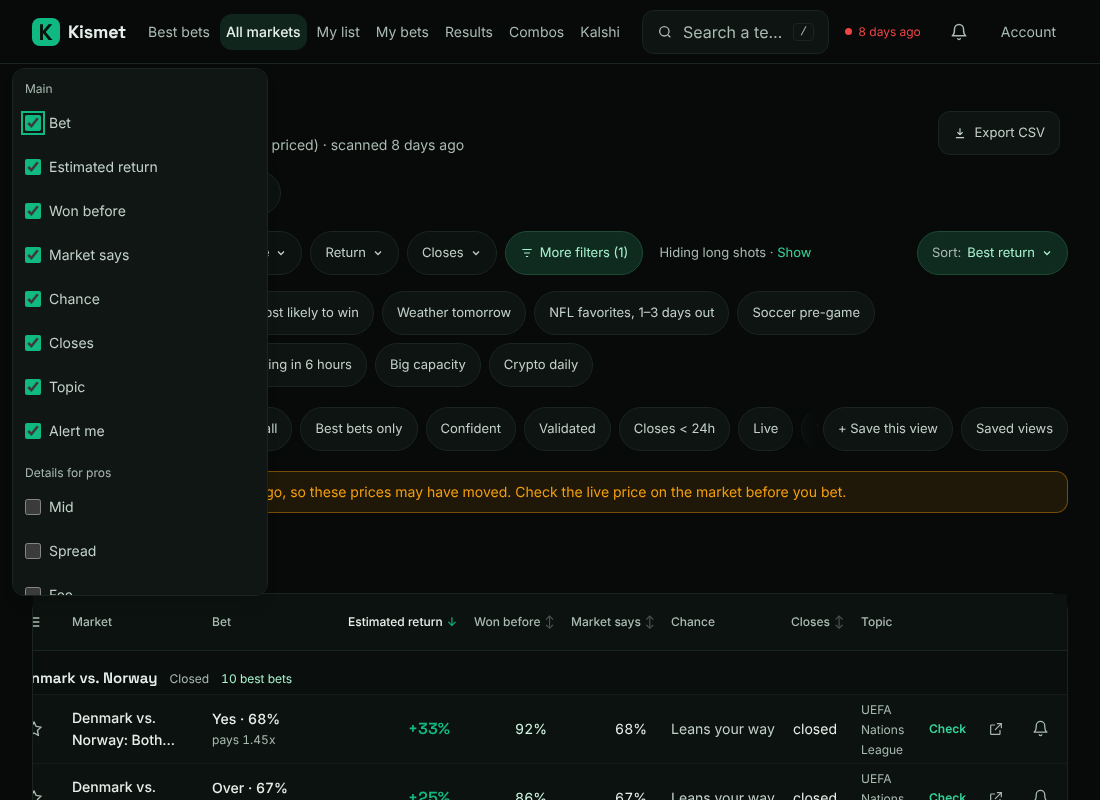 Kismet Best bets All markets My list My bets Results Combos Kalshi Search a te... / 8 days ago Account
Main
Bet
Estimated return
Won before
Market says
Chance
Closes
Topic
Alert me
Details for pros
Mid
Spread
priced) · scanned 8 days ago
Export CSV
Return Closes More filters (1) Hiding long shots · Show Sort: Best return
ost likely to win Weather tomorrow NFL favorites, 1–3 days out Soccer pre-game
ing in 6 hours Big capacity Crypto daily
all Best bets only Confident Validated Closes < 24h Live + Save this view Saved views
go, so these prices may have moved. Check the live price on the market before you bet.
Market Bet Estimated return Won before Market says Chance Closes Topic
nmark vs. Norway Closed 10 best bets
Denmark vs.
Norway: Both...
Yes · 68%
pays 1.45x
+33% 92% 68% Leans your way closed
UEFA
Nations
League
Check
Denmark vs.
Over · 67%
+25% 86% 67% Leans your way closed
UEFA
Nations
Check